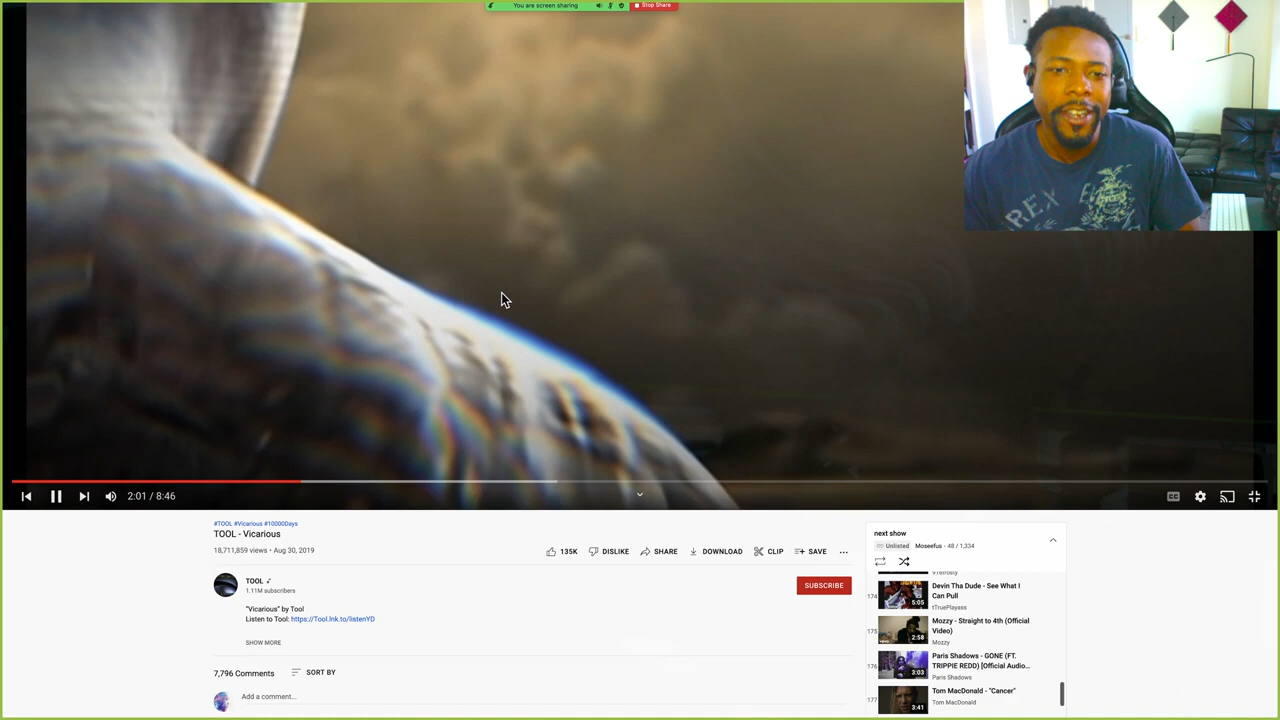 You are screen sharing
Stop Share
REX
2:01 / 8:46
CC
#TOOL #Vicarious #10000Days
TOOL - Vicarious
18,711,859 views • Aug 30, 2019
135K
DISLIKE
SHARE
DOWNLOAD
CLIP
SAVE
TOOL
1.11M subscribers
SUBSCRIBE
"Vicarious" by Tool
Listen to Tool: https://Tool.lnk.to/listenYD
SHOW MORE
7,796 Comments
SORT BY
Add a comment...
next show
Unlisted
Moseefus - 48 / 1,334
174
5:05
Devin Tha Dude - See What I
Can Pull
tTruePlayass
175
2:58
Mozzy - Straight to 4th (Official
Video)
Mozzy
176
3:03
Paris Shadows - GONE (FT.
TRIPPIE REDD) [Official Audio...
Paris Shadows
177
3:41
Tom MacDonald - "Cancer"
Tom MacDonald